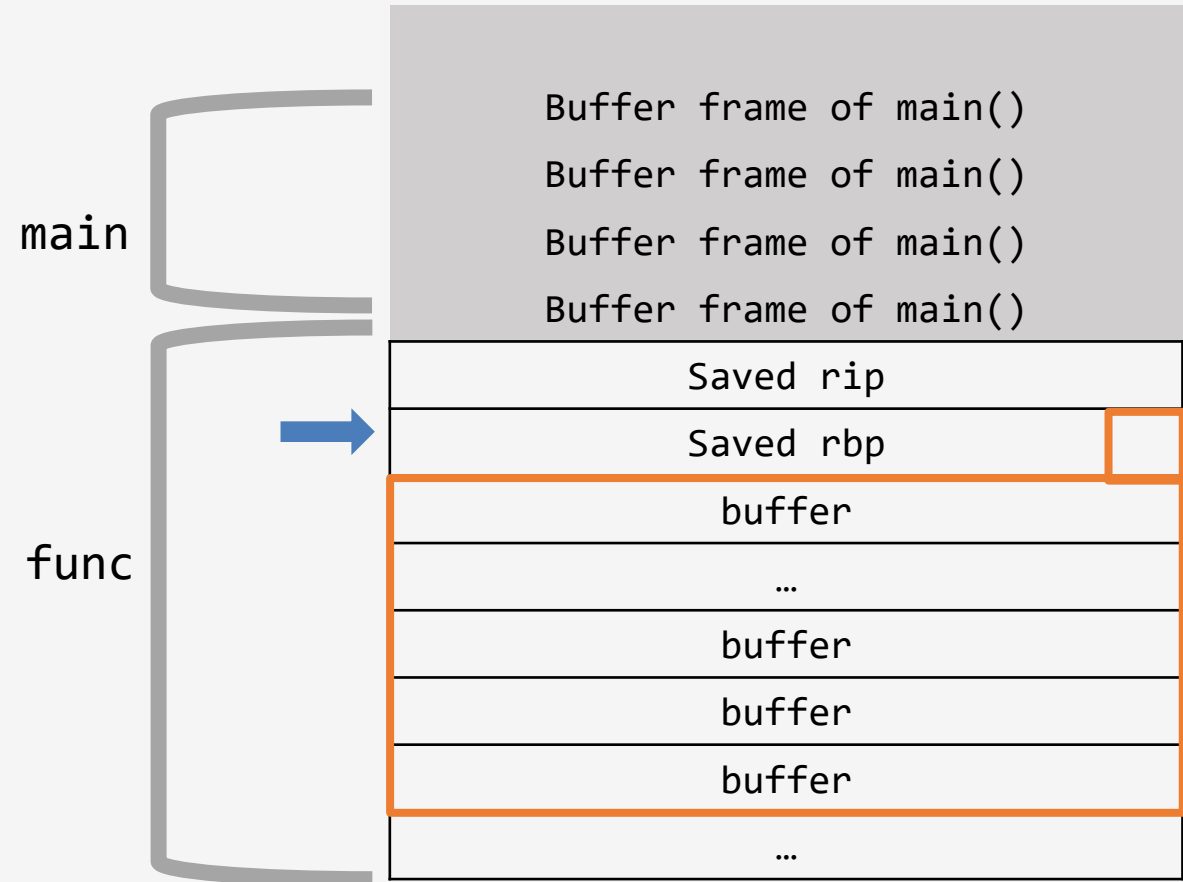 Buffer frame of main()
Buffer frame of main()
main
Buffer frame of main()
Buffer frame of main()
Saved rip
Saved rbp
buffer
func
…
buffer
buffer
buffer
…